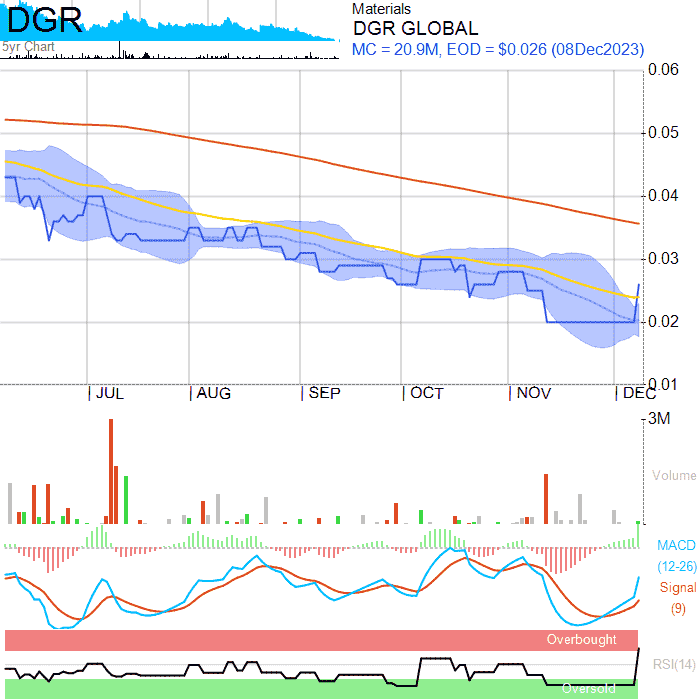 DGR
5yr Chart
Materials
DGR GLOBAL
MC = 20.9M, EOD = $0.026 (08Dec2023)
0.06
0.05
0.04
0.03
0.02
0.01
JUL
AUG
SEP
OCT
NOV
DEC
3M
Volume
MACD
(12-26)
Signal
(9)
Overbought
RSI(14)
Oversold